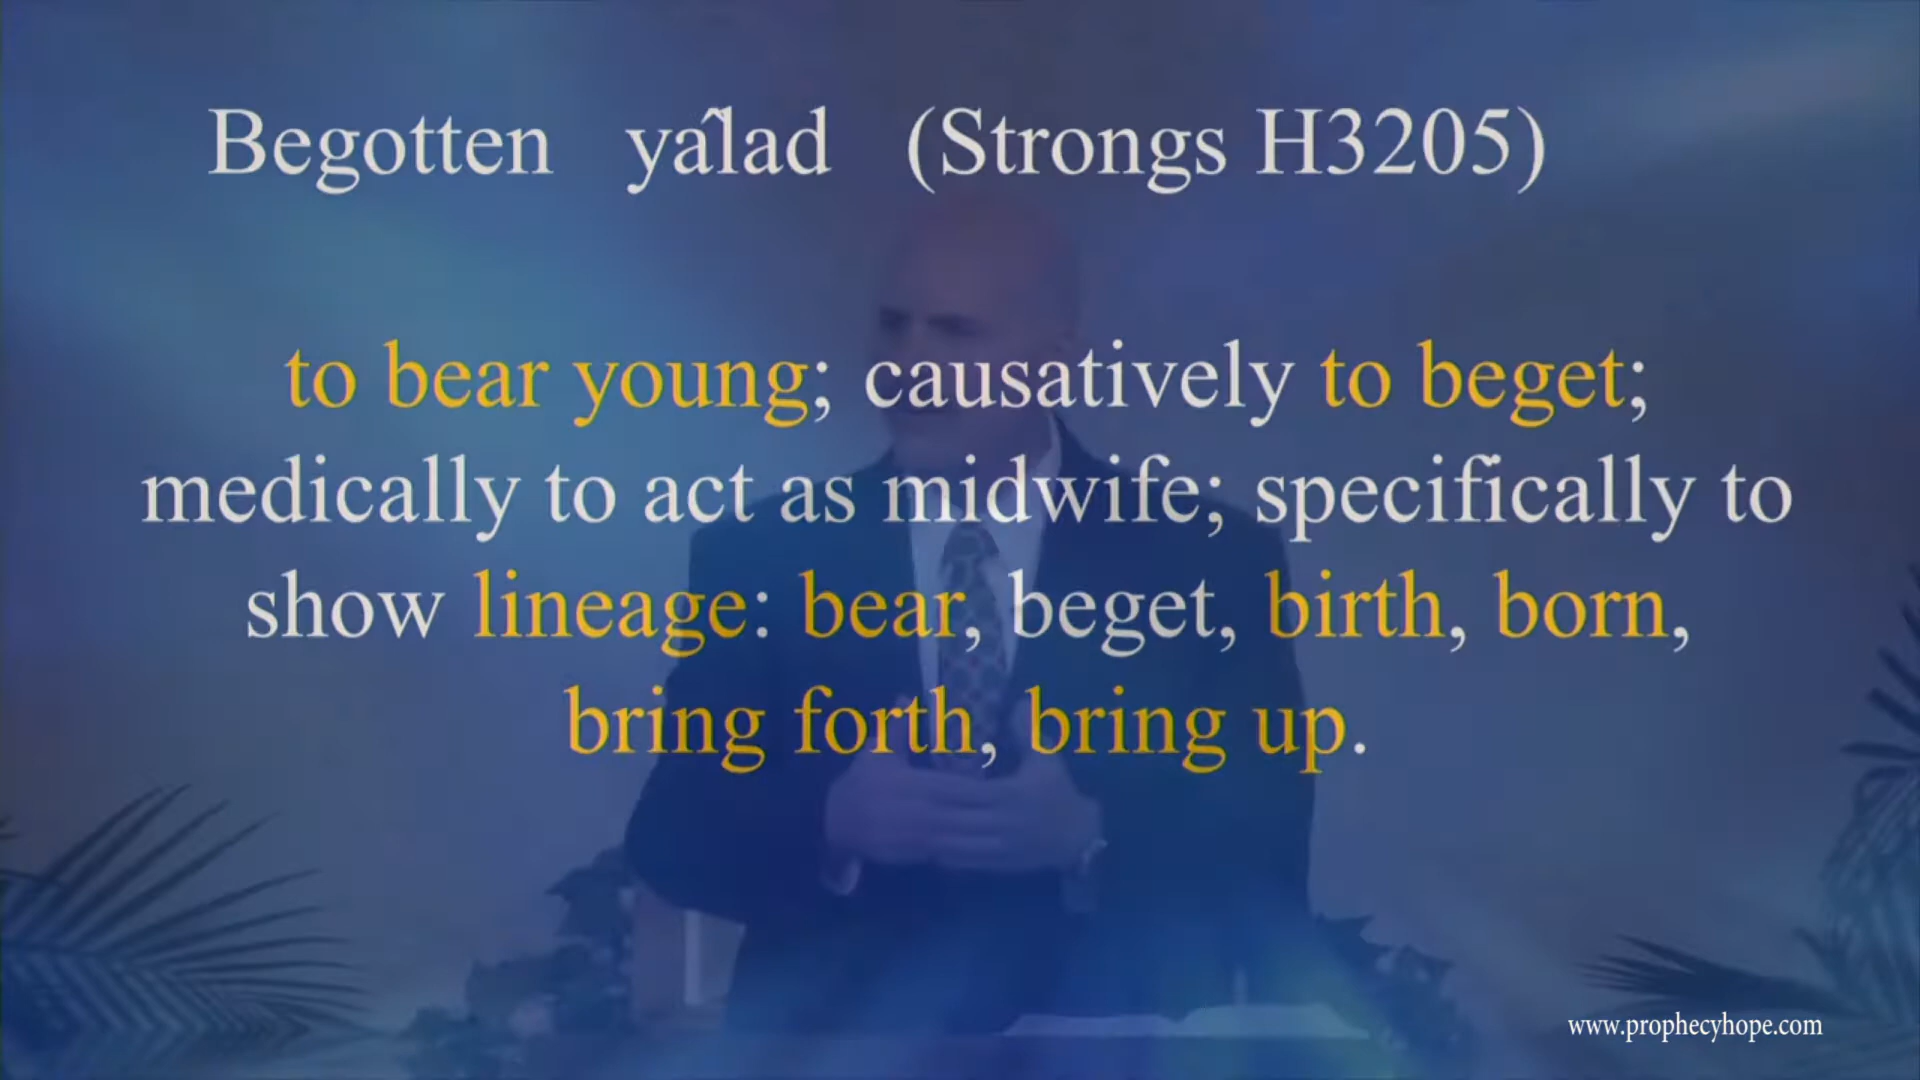 Begotten yâlad (Strongs H3205)
to bear young; causatively to beget;
medically to act as midwife; specifically to
show lineage: bear, beget, birth, born,
bring forth, bring up.
www.prophecyhope.com